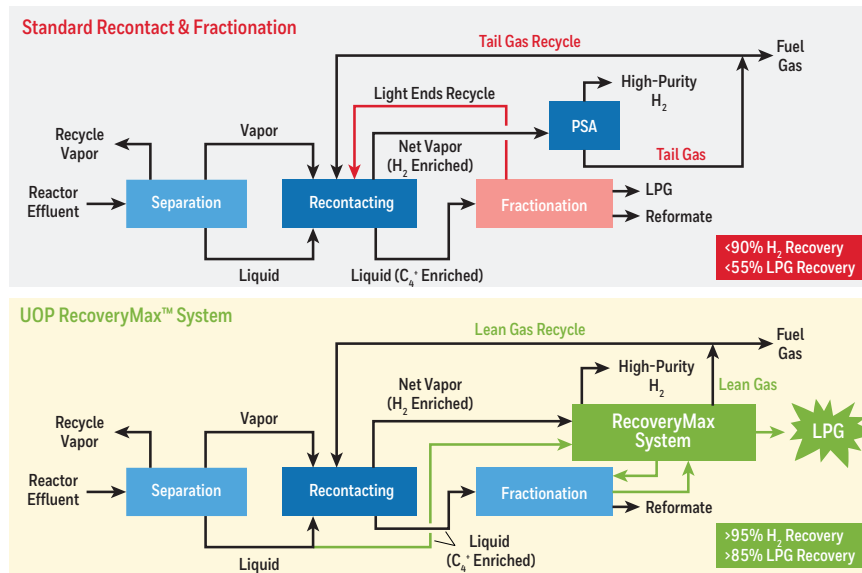 Standard Recontact & Fractionation
Tail Gas Recycle
Fuel
Gas
Light Ends Recycle
High-Purity
H₂
PSA
Recycle
Vapor
Vapor
Net Vapor
(H₂ Enriched)
Tail Gas
Reactor
Effluent
Separation
Recontacting
Fractionation
LPG
Reformate
Liquid
Liquid (C₄⁺ Enriched)
<90% H₂ Recovery
<55% LPG Recovery
UOP RecoveryMax™ System
Lean Gas Recycle
Fuel
Gas
Net Vapor
(H₂ Enriched)
High-Purity
H₂
Lean Gas
Recycle
Vapor
Vapor
RecoveryMax
System
LPG
Reactor
Effluent
Separation
Recontacting
Fractionation
Reformate
Liquid
Liquid
(C₄⁺ Enriched)
>95% H₂ Recovery
>85% LPG Recovery